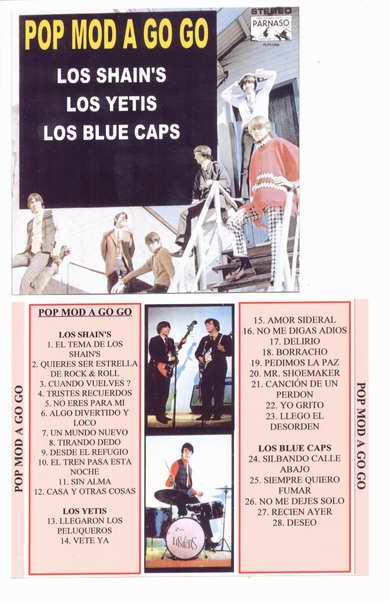 POP MOD A GO GO
STEREO
PARNASO
LOS SHAIN'S
LOS YETIS
LOS BLUE CAPS
POP MOD A GO GO
POP MOD A GO GO
LOS SHAIN'S
1. EL TEMA DE LOS
SHAIN'S
2. QUIERES SER ESTRELLA
DE ROCK & ROLL
3. CUANDO VUELVES ?
4. TRISTES RECUERDOS
5. NO ERES PARA MI
6. ALGO DIVERTIDO Y
LOCO
7. UN MUNDO NUEVO
8. TIRANDO DEDO
9. DESDE EL REFUGIO
10. EL TREN PASA ESTA
NOCHE
11. SIN ALMA
12. CASA Y OTRAS COSAS
LOS YETIS
13. LLEGARON LOS
PELUQUEROS
14. VETE YA
15. AMOR SIDERAL
16. NO ME DIGAS ADIOS
17. DELIRIO
18. BORRACHO
19. PEDIMOS LA PAZ
20. MR. SHOEMAKER
21. CANCIÓN DE UN
PERDON
22. YO GRITO
23. LLEGO EL
DESORDEN
LOS BLUE CAPS
24. SILBANDO CALLE
ABAJO
25. SIEMPRE QUIERO
FUMAR
26. NO ME DEJES SOLO
27. RECIEN AYER
28. DESEO
POP MOD A GO GO